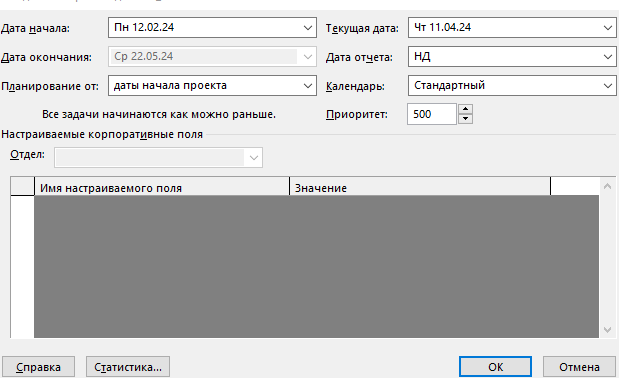 Дата начала: Пн 12.02.24 Текущая дата: Чт 11.04.24
Дата окончания: Ср 22.05.24 Дата отчета: НД
Планирование от: даты начала проекта Календарь: Стандартный
Все задачи начинаются как можно раньше. Приоритет: 500
Настраиваемые корпоративные поля
Отдел:
Имя настраиваемого поля Значение
Справка Статистика... ОК Отмена